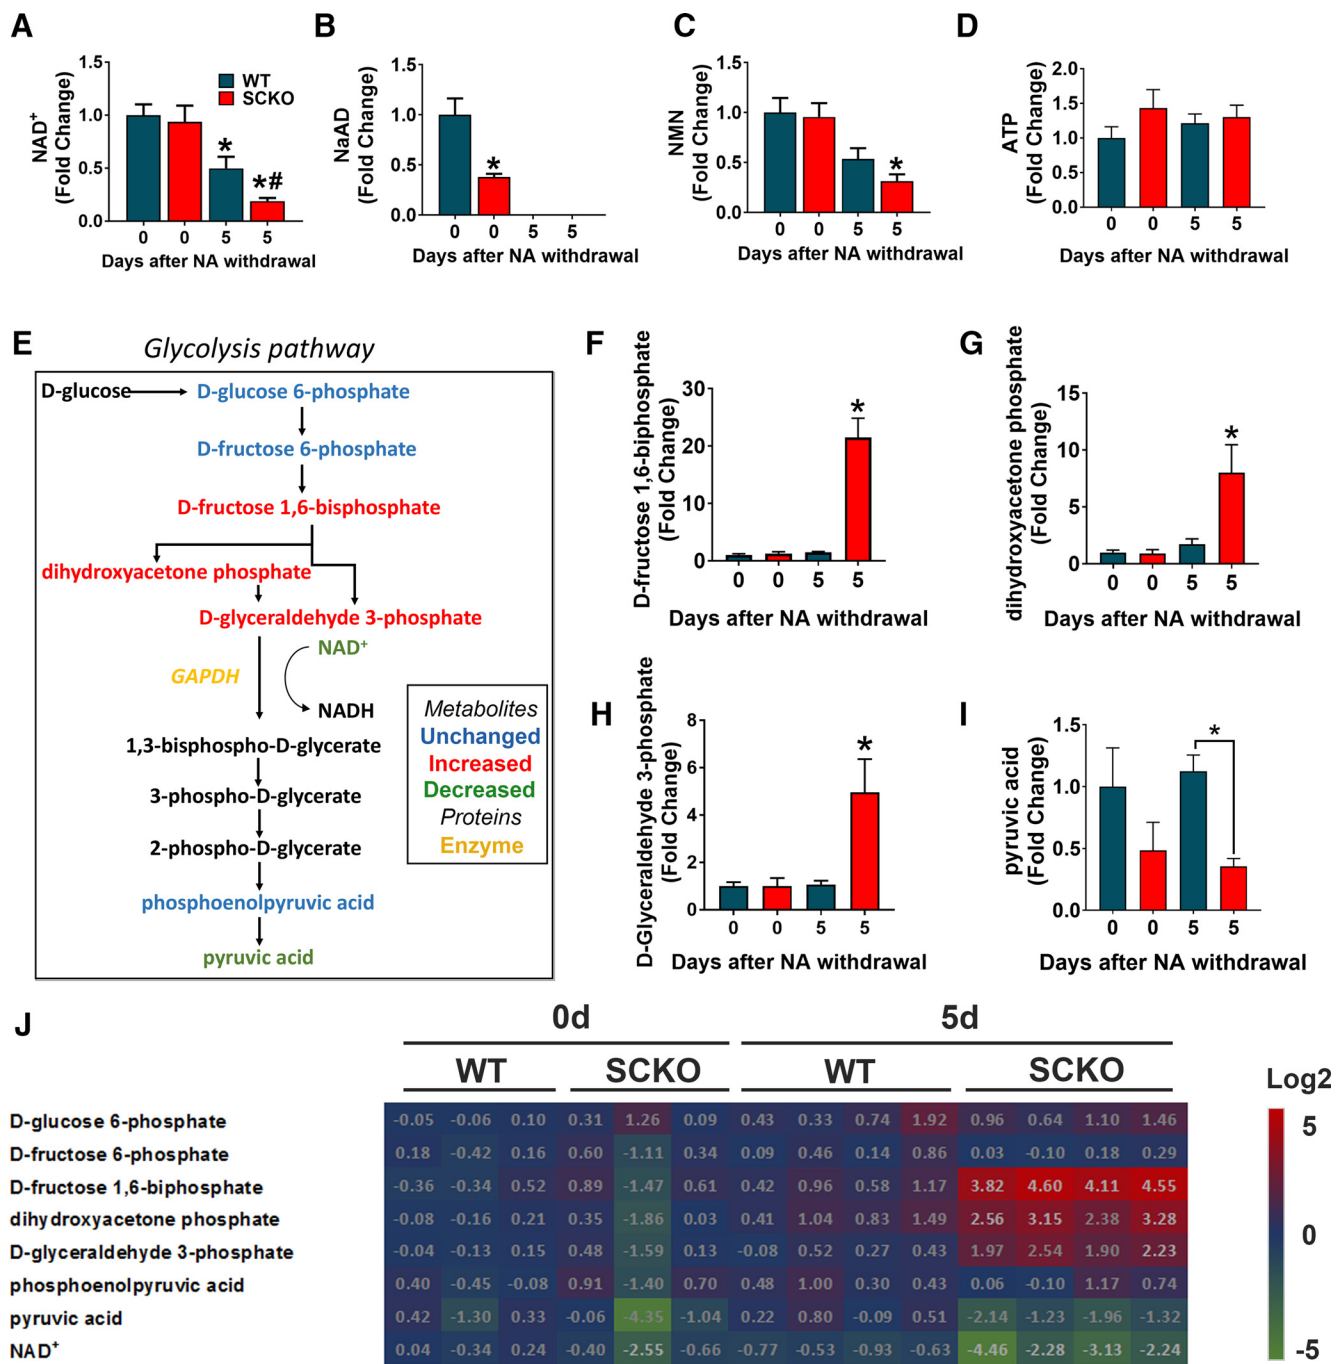 A
NAD+
(Fold Change)
1.5
1.0
0.5
0.0
WT
SCKO
*
*#
0 0 5 5
Days after NA withdrawal
B
NaAD
(Fold Change)
1.5
1.0
0.5
0.0
*
0 0 5 5
Days after NA withdrawal
C
NMN
(Fold Change)
1.5
1.0
0.5
0.0
*
0 0 5 5
Days after NA withdrawal
D
ATP
(Fold Change)
2.0
1.5
1.0
0.5
0.0
0 0 5 5
Days after NA withdrawal
E
Glycolysis pathway
D-glucose D-glucose 6-phosphate
D-fructose 6-phosphate
D-fructose 1,6-bisphosphate
dihydroxyacetone phosphate
D-glyceraldehyde 3-phosphate
NAD+
GAPDH
NADH
1,3-bisphospho-D-glycerate
3-phospho-D-glycerate
2-phospho-D-glycerate
phosphoenolpyruvic acid
pyruvic acid
Metabolites
Unchanged
Increased
Decreased
Proteins
Enzyme
F
D-fructose 1,6-biphosphate
(Fold Change)
30
20
10
0
*
0 0 5 5
Days after NA withdrawal
G
dihydroxyacetone phosphate
(Fold Change)
15
10
5
0
*
0 0 5 5
Days after NA withdrawal
H
D-Glyceraldehyde 3-phosphate
(Fold Change)
8
6
4
2
0
*
0 0 5 5
Days after NA withdrawal
I
pyruvic acid
(Fold Change)
1.5
1.0
0.5
0.0
*
0 0 5 5
Days after NA withdrawal
J
0d 5d
WT SCKO WT SCKO
D-glucose 6-phosphate -0.05 -0.06 0.10 0.31 1.26 0.09 0.43 0.33 0.74 1.92 0.96 0.64 1.10 1.46
D-fructose 6-phosphate 0.18 -0.42 0.16 0.60 -1.11 0.34 0.09 0.46 0.14 0.86 0.03 -0.10 0.18 0.29
D-fructose 1,6-biphosphate -0.36 -0.34 0.52 0.89 -1.47 0.61 0.42 0.96 0.58 1.17 3.82 4.60 4.11 4.55
dihydroxyacetone phosphate -0.08 -0.16 0.21 0.35 -1.86 0.03 0.41 1.04 0.83 1.49 2.56 3.15 2.38 3.28
D-glyceraldehyde 3-phosphate -0.04 -0.13 0.15 0.48 -1.59 0.13 -0.08 0.52 0.27 0.43 1.97 2.54 1.90 2.23
phosphoenolpyruvic acid 0.40 -0.45 -0.08 0.91 -1.40 0.70 0.48 1.00 0.30 0.43 0.06 -0.10 1.17 0.74
pyruvic acid 0.42 -1.30 0.33 -0.06 -4.35 -1.04 0.22 0.80 -0.09 0.51 -2.14 -1.23 -1.96 -1.32
NAD+ 0.04 -0.34 0.24 -0.40 -2.55 -0.66 -0.77 -0.53 -0.93 -0.63 -4.46 -2.28 -3.13 -2.24
Log2
5
0
-5